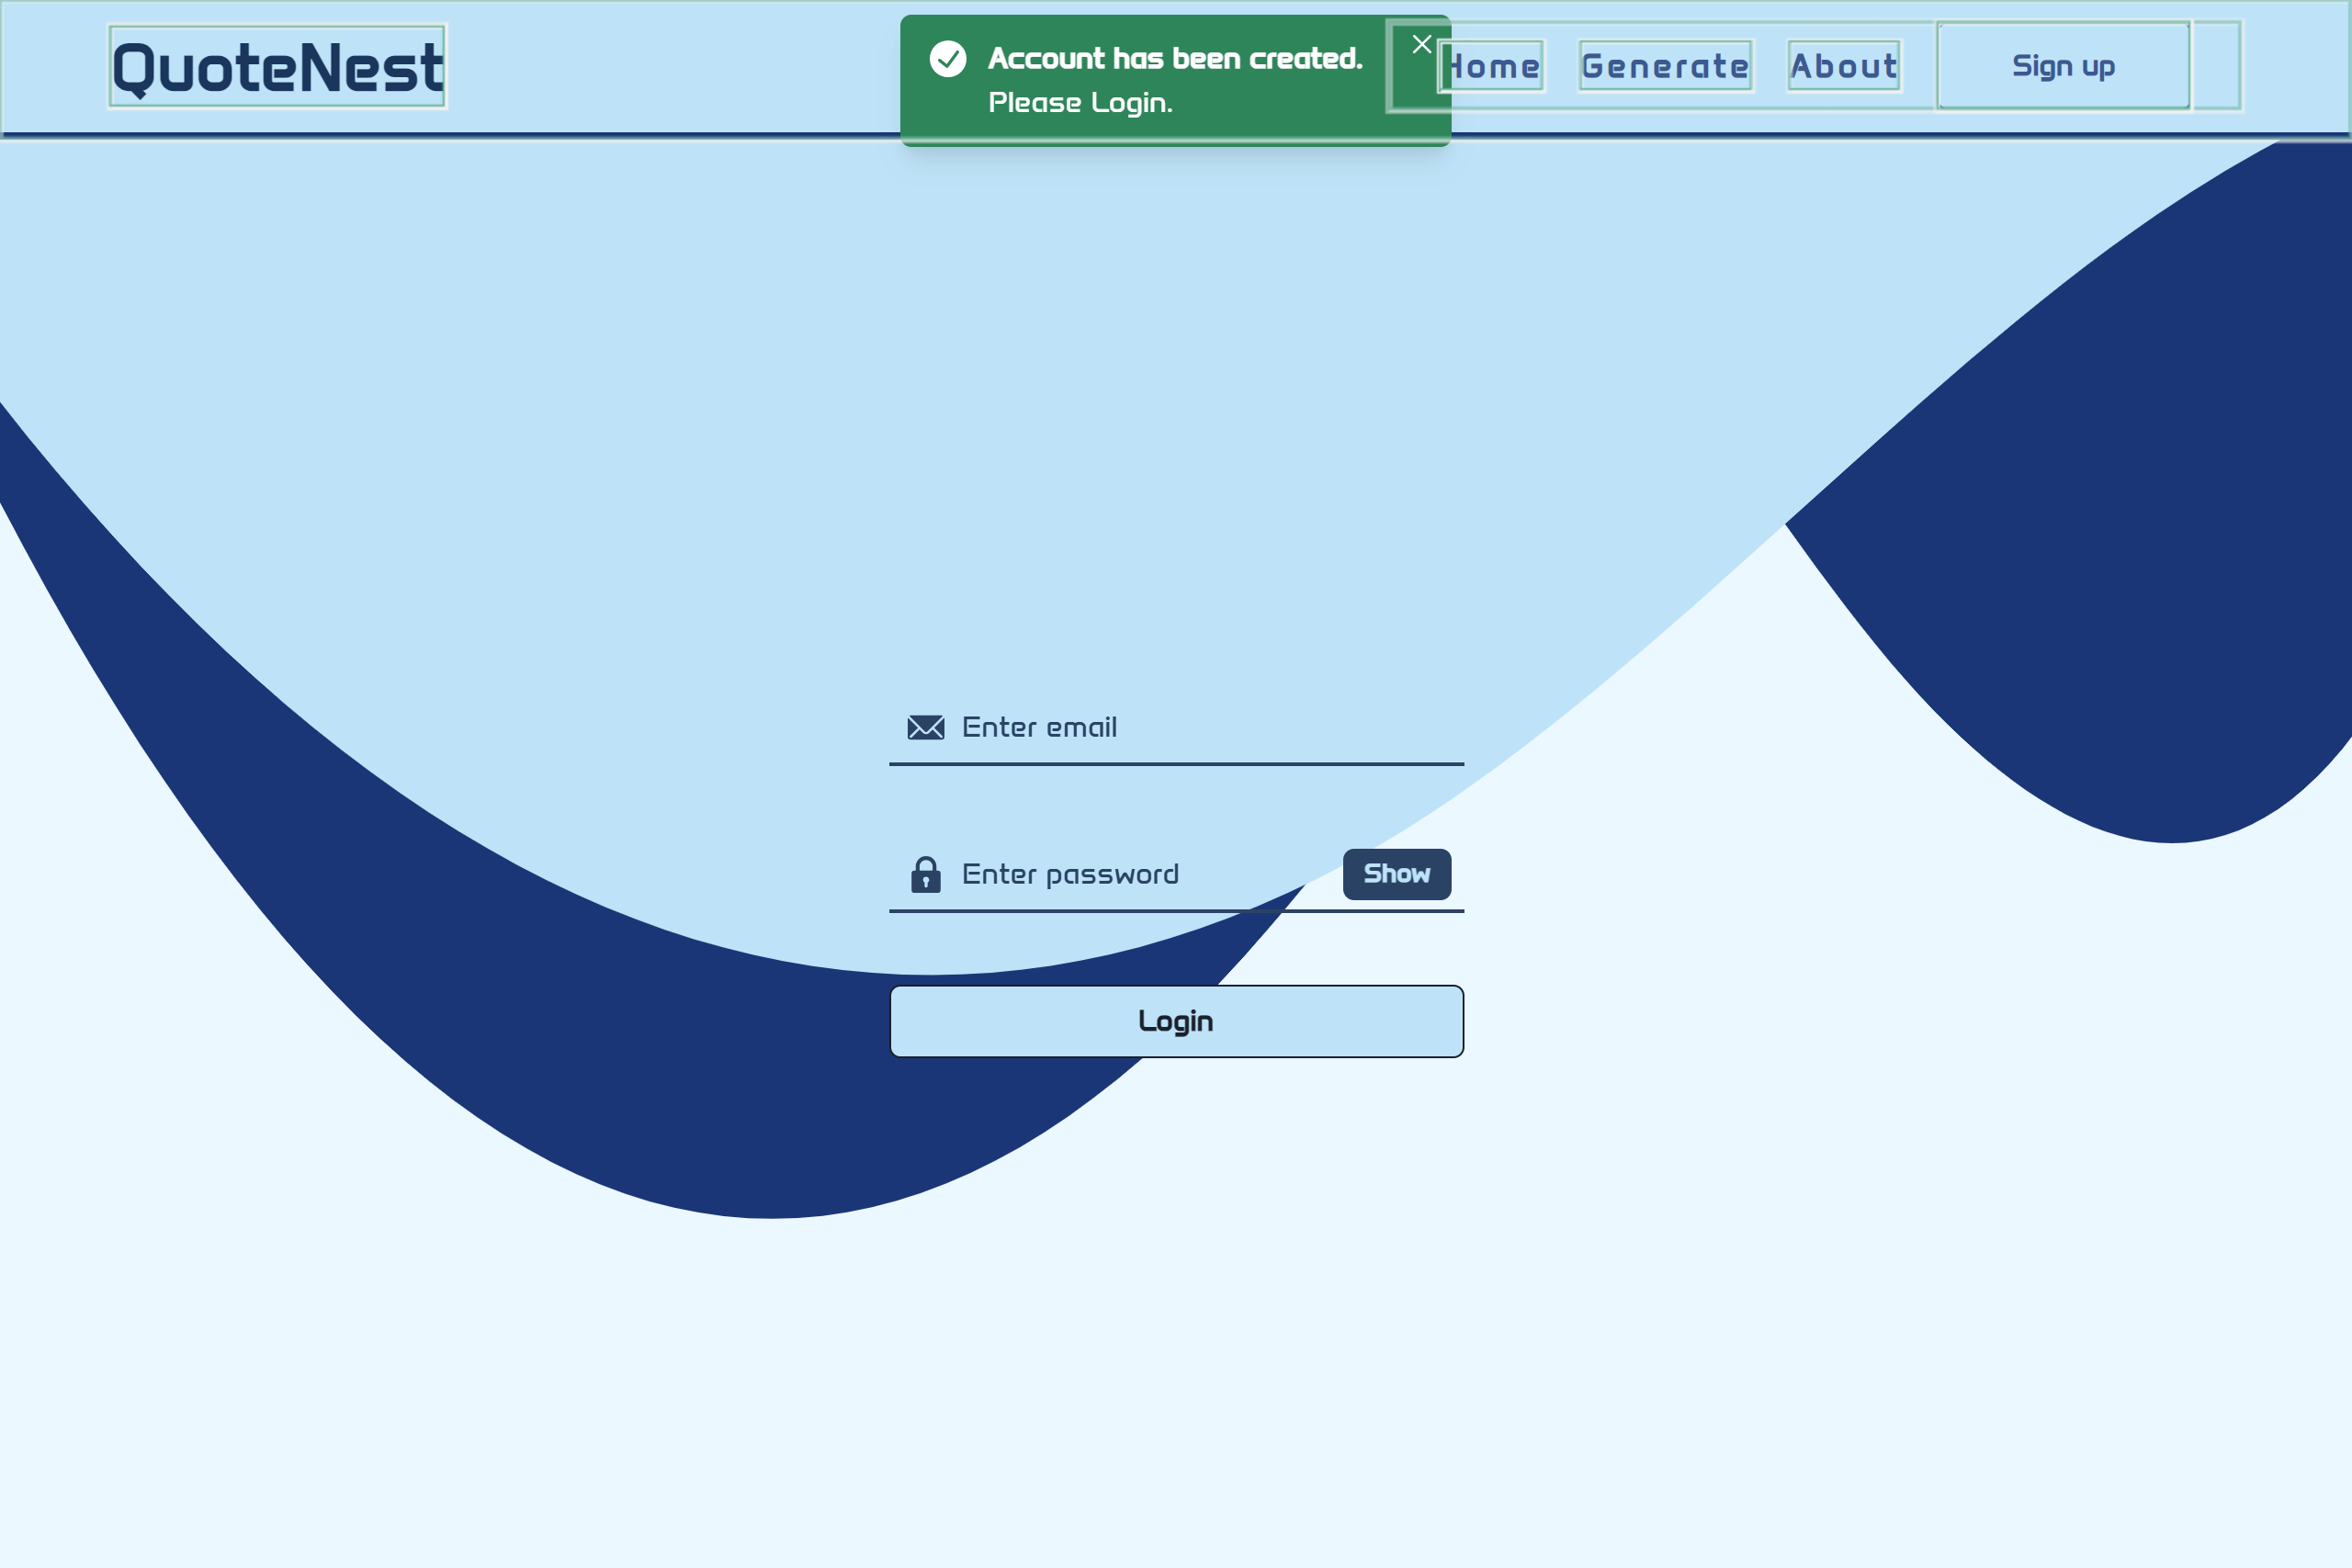 QuoteNest
Account has been created.
Please Login.
Home
Generate
About
Sign up
Enter email
Enter password
Show
Login